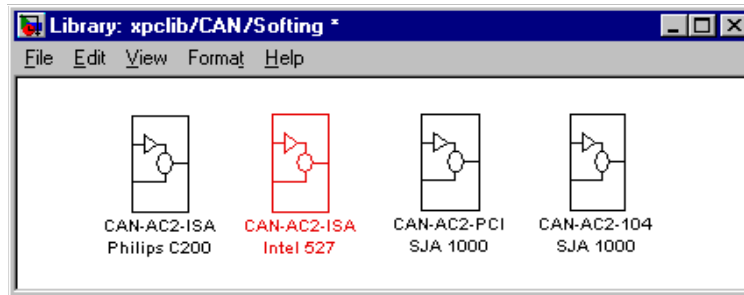 Library: xpclib/CAN/Softing *
File Edit View Format Help
CAN-AC2-ISA
Philips C200
CAN-AC2-ISA
Intel 527
CAN-AC2-PCI
SJA 1000
CAN-AC2-104
SJA 1000